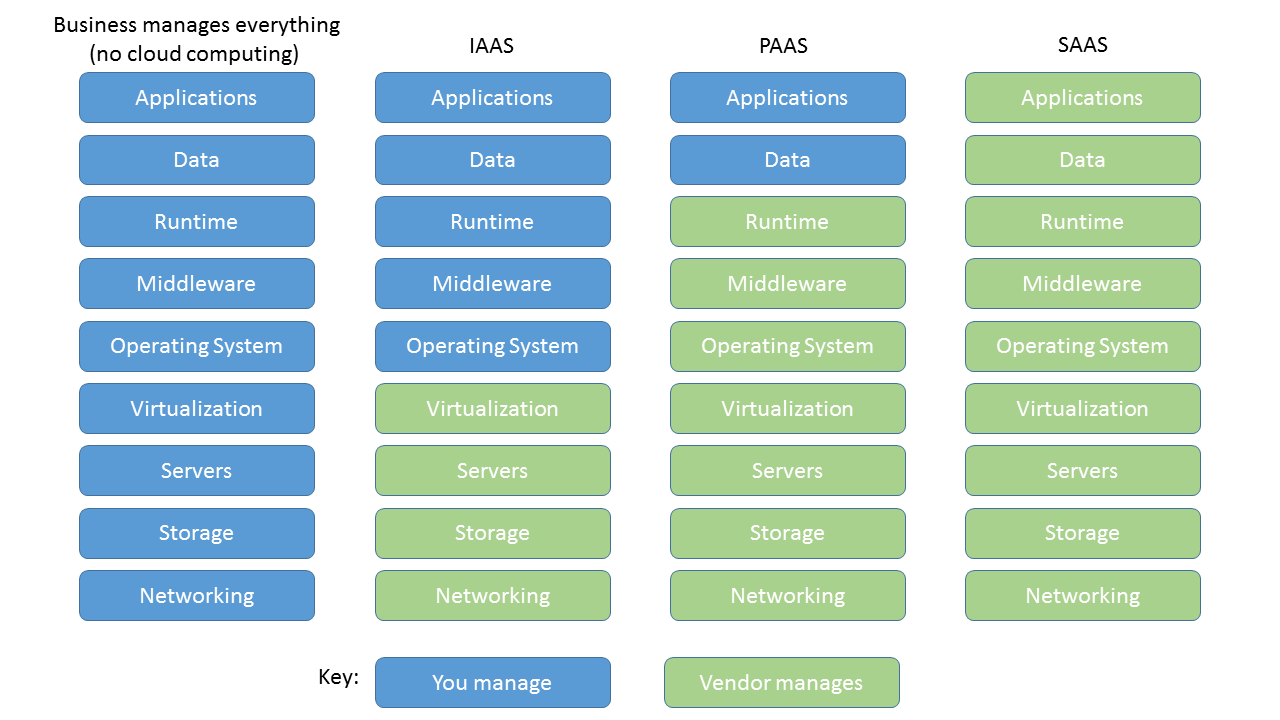 Business manages everything
(no cloud computing)
IAAS
PAAS
SAAS
Applications
Applications
Applications
Applications
Data
Data
Data
Data
Runtime
Runtime
Runtime
Runtime
Middleware
Middleware
Middleware
Middleware
Operating System
Operating System
Operating System
Operating System
Virtualization
Virtualization
Virtualization
Virtualization
Servers
Servers
Servers
Servers
Storage
Storage
Storage
Storage
Networking
Networking
Networking
Networking
Key:
You manage
Vendor manages